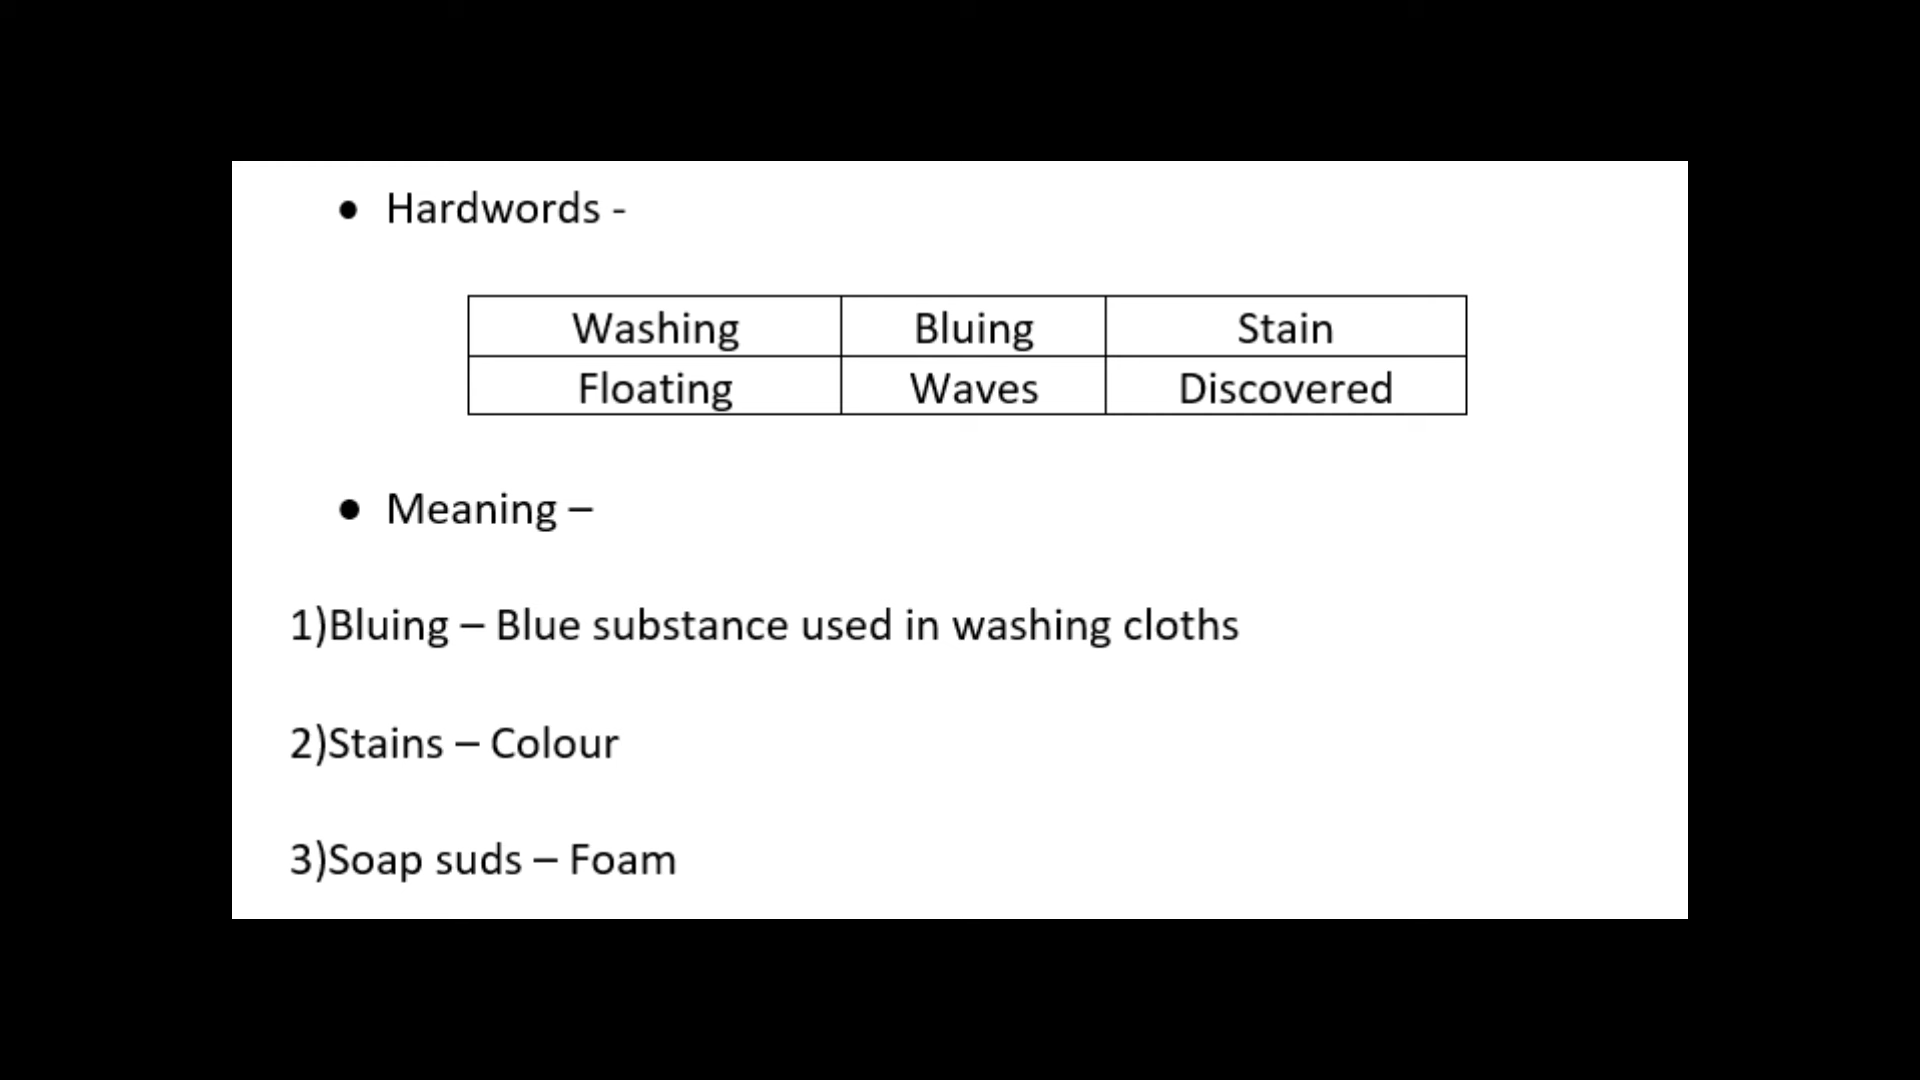 ● Hardwords -
Washing Bluing Stain
Floating Waves Discovered
● Meaning –
1)Bluing – Blue substance used in washing cloths
2)Stains – Colour
3)Soap suds – Foam